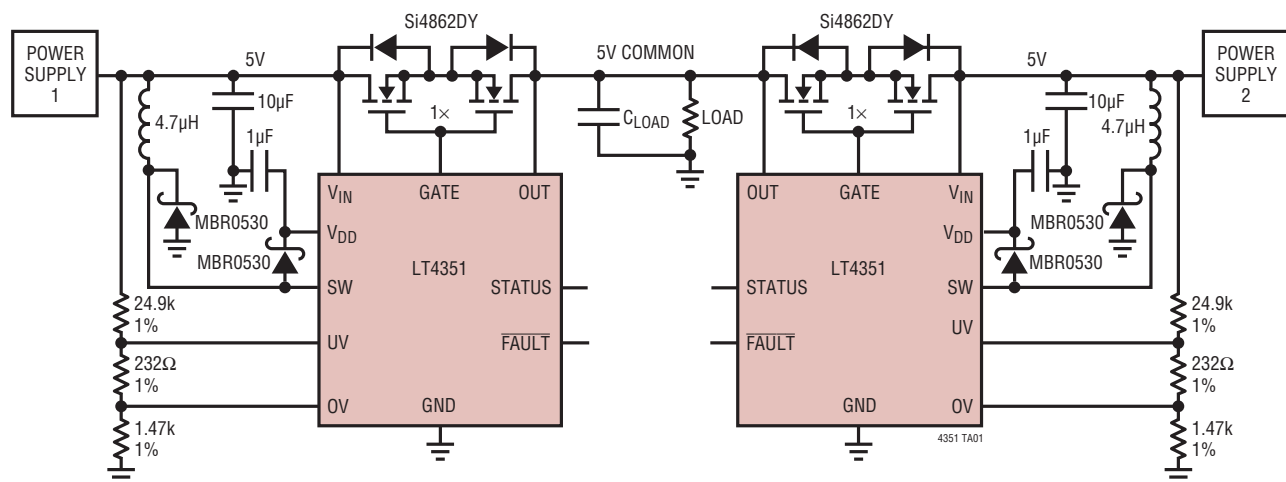 Si4862DY
Si4862DY
POWER
SUPPLY
1
5V
5V COMMON
5V
POWER
SUPPLY
2
10µF
1×
C_LOAD
LOAD
1×
10µF
4.7µH
1µF
1µF
4.7µH
V_IN
GATE
OUT
OUT
GATE
V_IN
MBR0530
V_DD
V_DD
MBR0530
MBR0530
LT4351
LT4351
MBR0530
SW
STATUS
STATUS
SW
24.9k
1%
24.9k
1%
UV
FAULT
FAULT
UV
232Ω
1%
232Ω
1%
OV
GND
GND
OV
1.47k
1%
1.47k
1%
4351 TA01